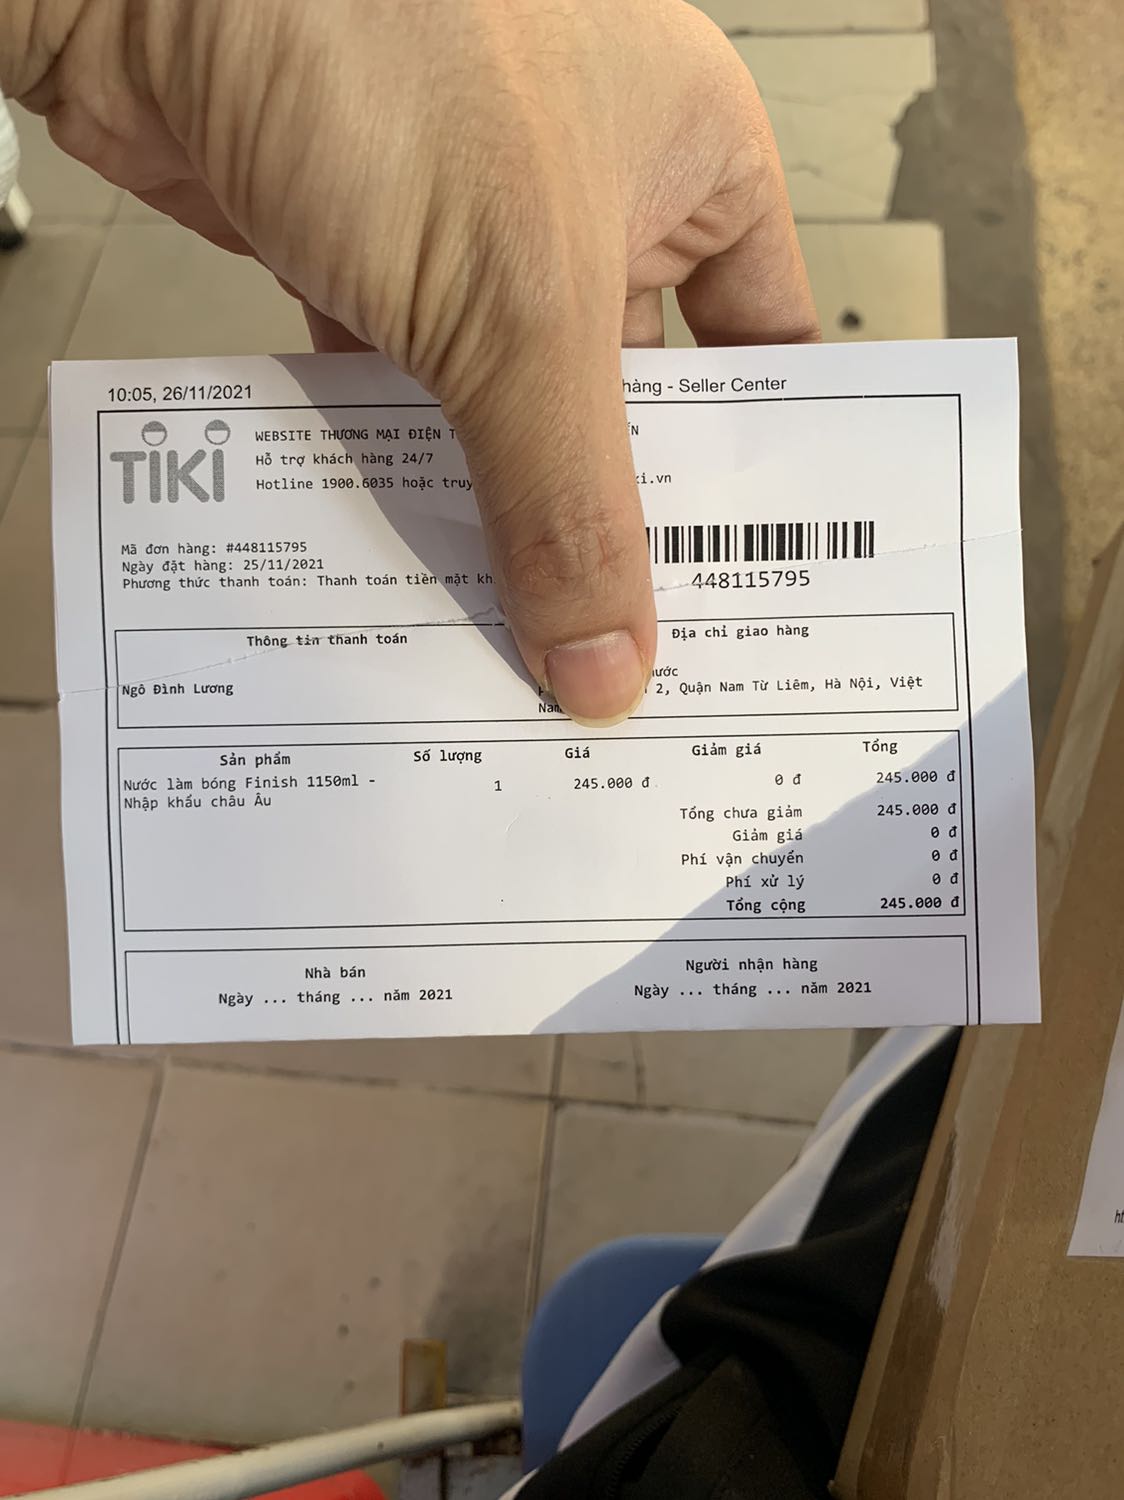 10:05, 26/11/2021
hàng - Seller Center
TIKI
WEBSITE THƯƠNG MẠI ĐIỆN
Hỗ trợ khách hàng 24/7
Hotline 1900.6035 hoặc truy
ki.vn
Mã đơn hàng: #448115795
Ngày đặt hàng: 25/11/2021
Phương thức thanh toán: Thanh toán tiền mặt kh
448115795
Thông tin thanh toán
Địa chỉ giao hàng
Ngô Đình Lương
2, Quận Nam Từ Liêm, Hà Nội, Việt
Nam
Sản phẩm Số lượng Giá Giảm giá Tổng
Nước làm bóng Finish 1150ml - 1 245.000 đ 0 đ 245.000 đ
Nhập khẩu châu Âu
Tổng chưa giảm 245.000 đ
Giảm giá 0 đ
Phí vận chuyển 0 đ
Phí xử lý 0 đ
Tổng cộng 245.000 đ
Nhà bán Người nhận hàng
Ngày ... tháng ... năm 2021 Ngày ... tháng ... năm 2021